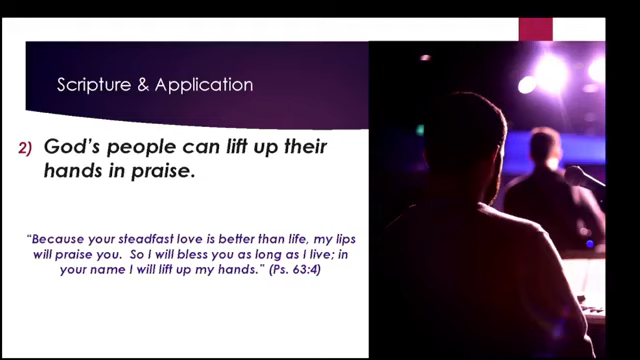 Scripture & Application
2) God's people can lift up their
hands in praise.
"Because your steadfast love is better than life, my lips
will praise you.  So I will bless you as long as I live; in
your name I will lift up my hands." (Ps. 63:4)